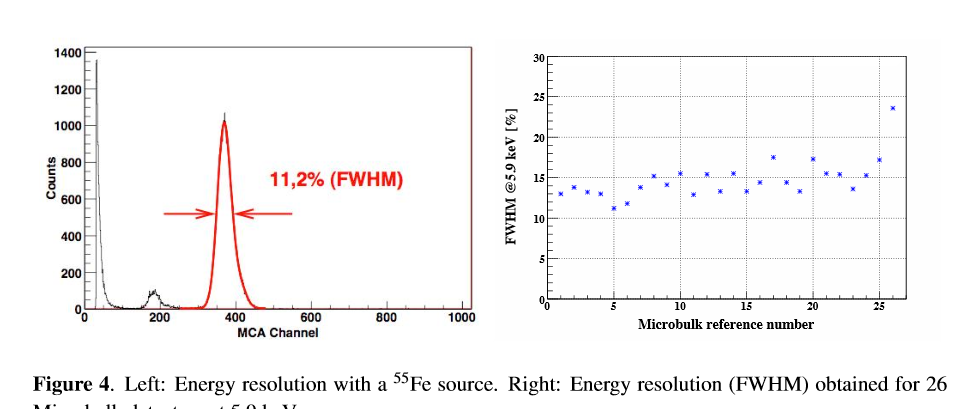 1400
1200
1000
800
600
400
200
0
Counts
11,2% (FWHM)
0 200 400 600 800 1000
MCA Channel
30
25
20
15
10
5
0
FWHM @5.9 keV [%]
5 10 15 20 25
Microbulk reference number
Figure 4. Left: Energy resolution with a 55Fe source. Right: Energy resolution (FWHM) obtained for 26